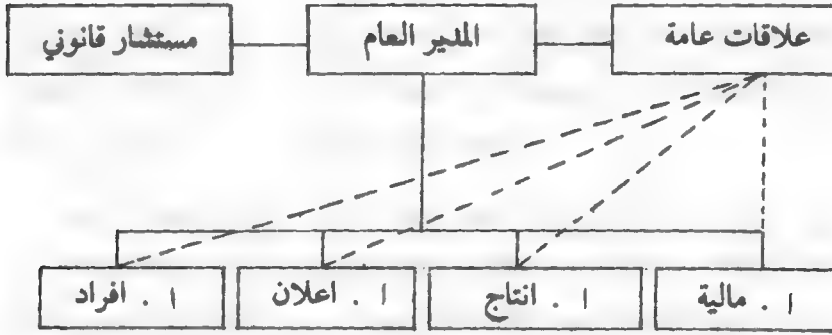 علاقات عامة
المدير العام
مستشار قانوني
ا . مالية
ا . انتاج
ا . اعلان
ا . افراد